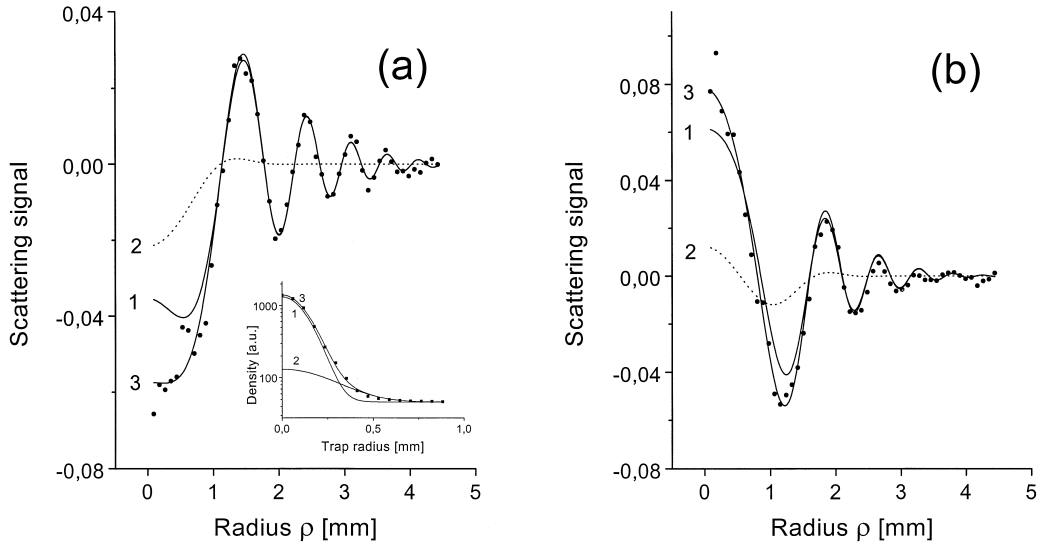 (a)
0,04
0,00
-0,04
-0,08
Scattering signal
2
1
3
0 1 2 3 4 5
Radius ρ [mm]
1000
100
Density [a.u.]
3
1
2
0,0 0,5 1,0
Trap radius [mm]
(b)
0,08
0,04
0,00
-0,04
-0,08
Scattering signal
3
1
2
0 1 2 3 4 5
Radius ρ [mm]